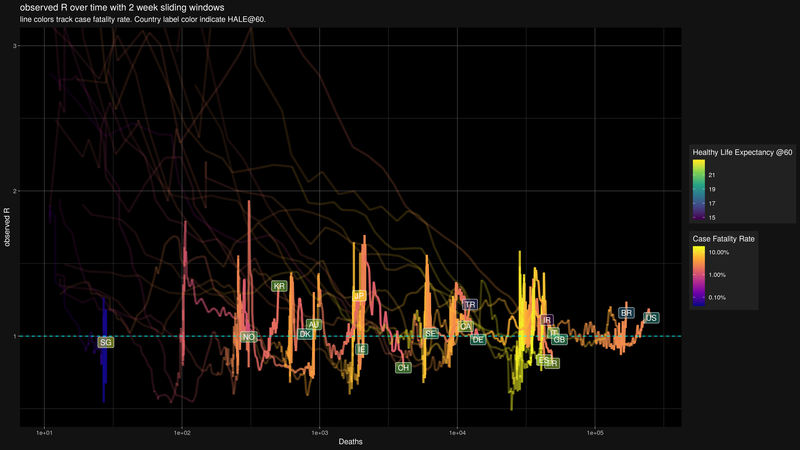 observed R over time with 2 week sliding windows
line colors track case fatality rate. Country label color indicate HALE@60.
3
2
1
observed R
KR
TR
BR
US
IR
JP
AU
CA
DK
NO
SE
IT
GB
DE
SG
IE
ES
FR
CH
1e+01
1e+02
1e+03
1e+04
1e+05
Deaths
Healthy Life Expectancy @60
21
19
17
15
Case Fatality Rate
10.00%
1.00%
0.10%